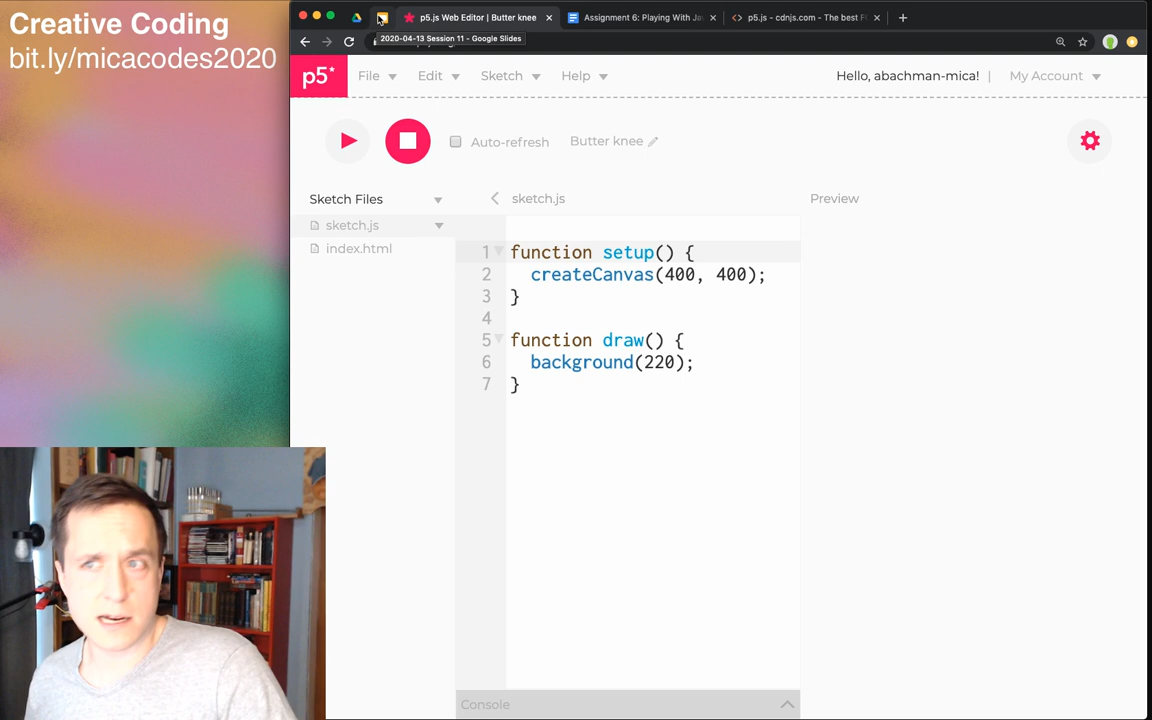 Creative Coding
bit.ly/micacodes2020
p5.js Web Editor | Butter knee
Assignment 6: Playing With Ja
p5.js - cdnjs.com - The best F
2020-04-13 Session 11 - Google Slides
p5*
File
Edit
Sketch
Help
Hello, abachman-mica!
|
My Account
Auto-refresh
Butter knee
Sketch Files
sketch.js
Preview
sketch.js
index.html
1 function setup() {
2 createCanvas(400, 400);
3 }
4
5 function draw() {
6 background(220);
7 }
Console